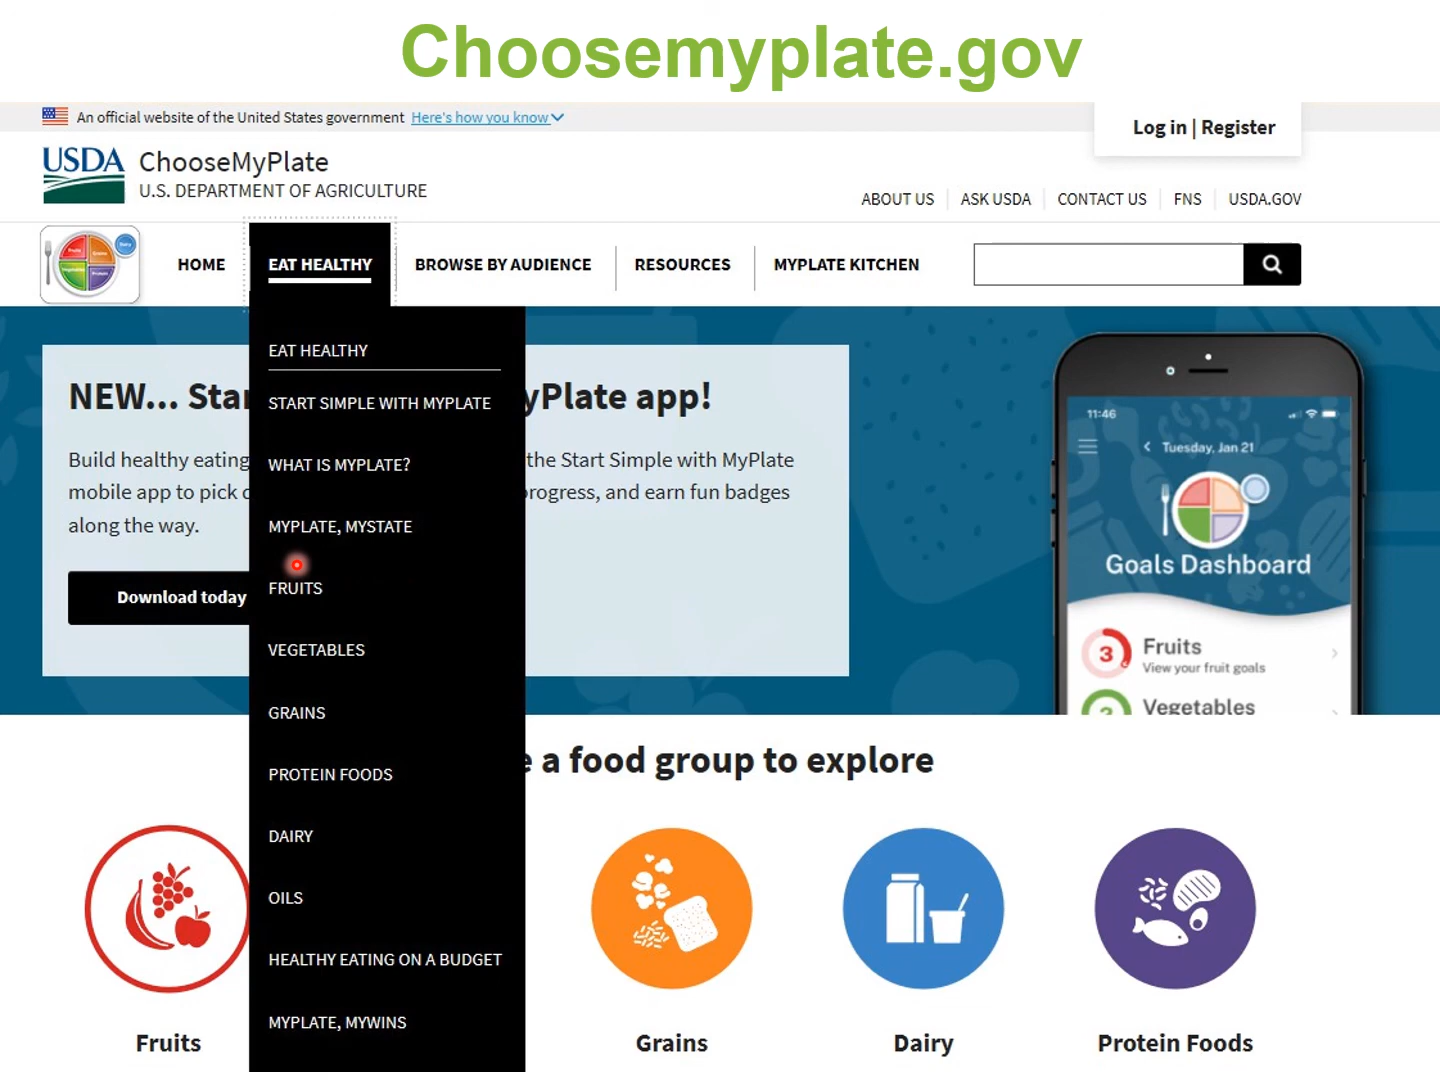 Choosemyplate.gov
An official website of the United States government Here's how you know
Log in | Register
USDA ChooseMyPlate
U.S. DEPARTMENT OF AGRICULTURE
ABOUT US ASK USDA CONTACT US FNS USDA.GOV
HOME EAT HEALTHY BROWSE BY AUDIENCE RESOURCES MYPLATE KITCHEN
EAT HEALTHY
START SIMPLE WITH MYPLATE
WHAT IS MYPLATE?
MYPLATE, MYSTATE
FRUITS
VEGETABLES
GRAINS
PROTEIN FOODS
DAIRY
OILS
HEALTHY EATING ON A BUDGET
MYPLATE, MYWINS
NEW... Star yPlate app!
Build healthy eating the Start Simple with MyPlate
mobile app to pick rogress, and earn fun badges
along the way.
Download today
11:46
Tuesday, Jan 21
Goals Dashboard
3 Fruits
View your fruit goals
Vegetables
a food group to explore
Fruits Grains Dairy Protein Foods